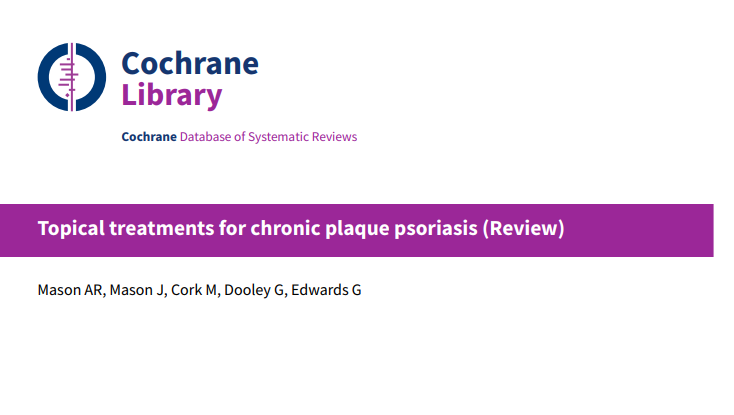 Cochrane
Library
Cochrane Database of Systematic Reviews
Topical treatments for chronic plaque psoriasis (Review)
Mason AR, Mason J, Cork M, Dooley G, Edwards G